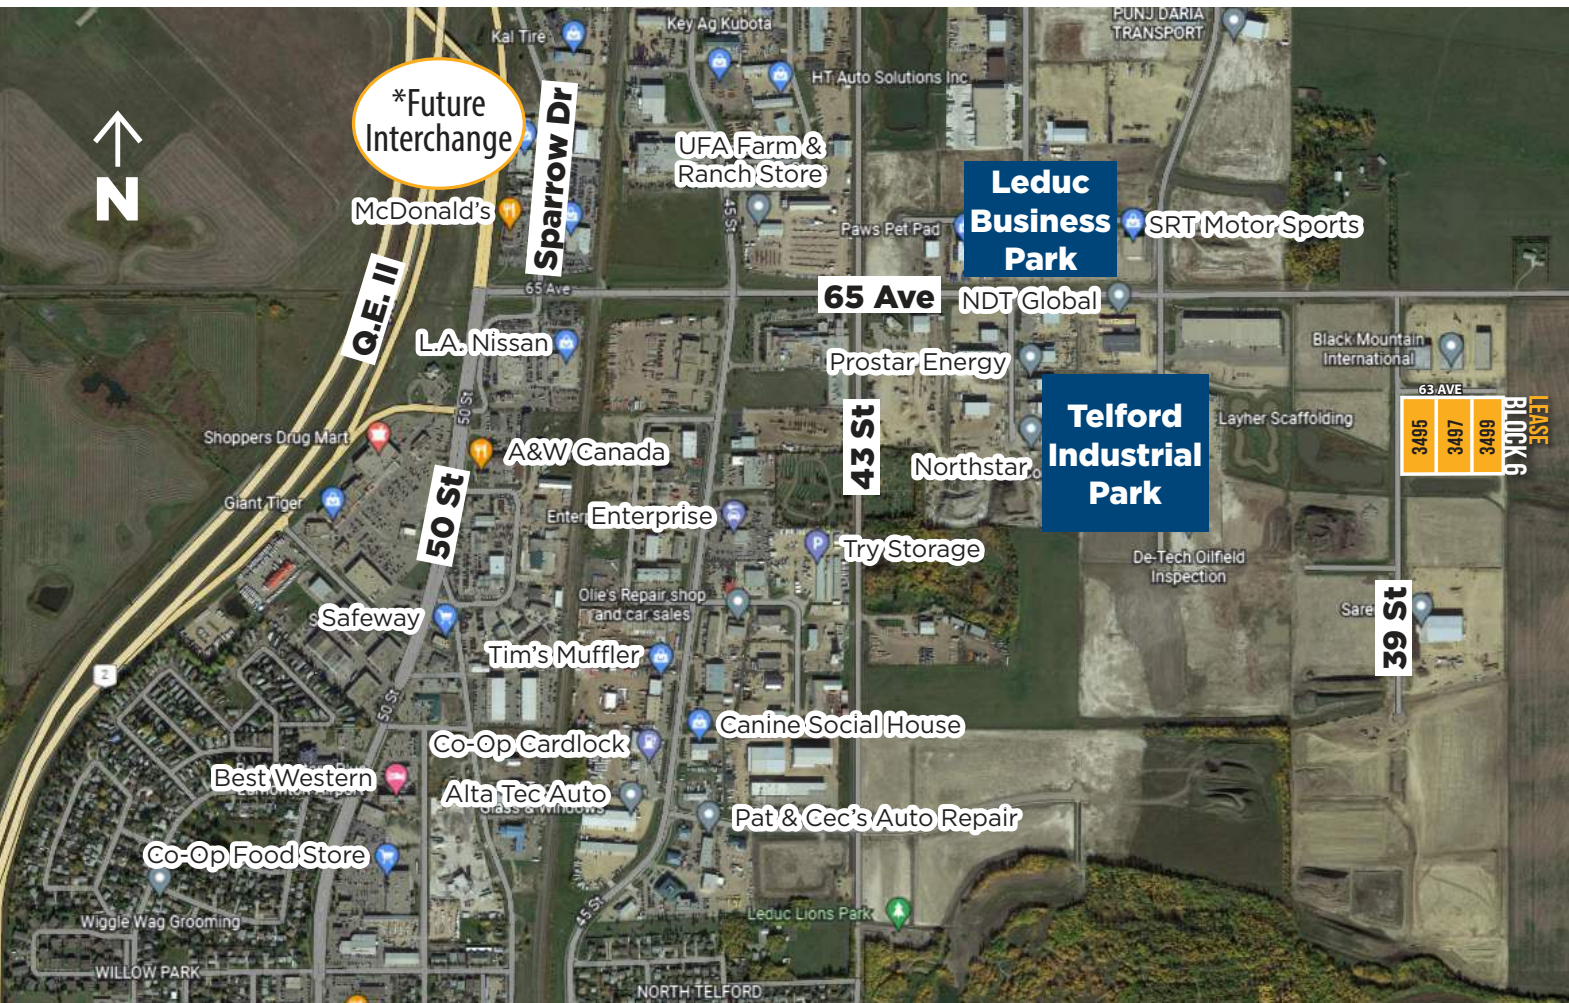 Kal Tire
Key Ag Kubota
PUNJ DARIA
TRANSPORT
HT Auto Solutions Inc
*Future
Interchange
Sparrow Dr
N
UFA Farm &
Ranch Store
McDonald's
45 St
Paws Pet Pad
Leduc
Business
Park
SRT Motor Sports
65 Ave
65 Ave
NDT Global
Q.E. II
L.A. Nissan
Prostar Energy
Black Mountain
International
63 AVE
3495
3497
3499
LEASE
BLOCK 6
50 St
Shoppers Drug Mart
A&W Canada
43 St
Northstar
Telford
Industrial
Park
Layher Scaffolding
Giant Tiger
50 St
Enterprise
Try Storage
De-Tech Oilfield
Inspection
Olie's Repair shop
and car sales
Safeway
Sare
39 St
Tim's Muffler
2
50 St
Canine Social House
Co-Op Cardlock
Best Western
Alta Tec Auto
Pat & Cec's Auto Repair
Co-Op Food Store
Wiggle Wag Grooming
45 St
Leduc Lions Park
WILLOW PARK
NORTH TELFORD